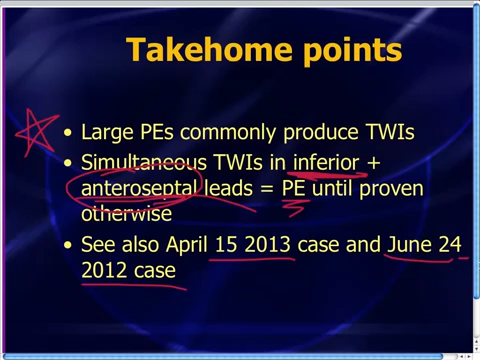 Takehome points
• Large PEs commonly produce TWIs
• Simultaneous TWIs in inferior +
anteroseptal leads = PE until proven
otherwise
• See also April 15 2013 case and June 24
2012 case